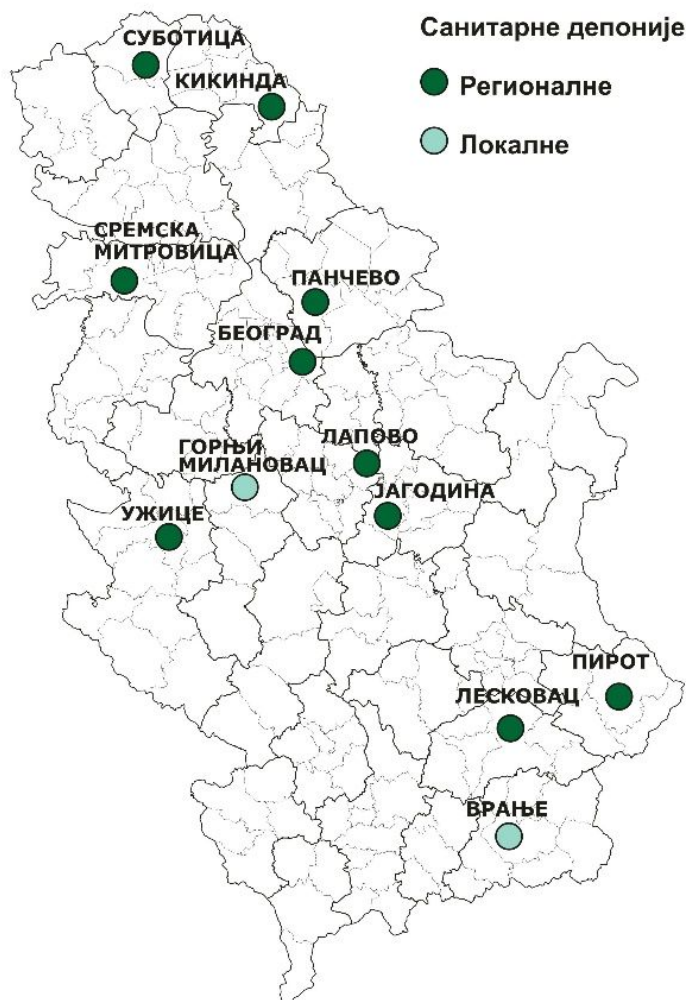 Санитарне депоније
Регионалне
Локалне
СУБОТИЦА
КИКИНДА
СРЕМСКА
МИТРОВИЦА
ПАНЧЕВО
БЕОГРАД
ГОРЊИ
МИЛАНОВАЦ
ЛАПОВО
ЈАГОДИНА
УЖИЦЕ
ПИРОТ
ЛЕСКОВАЦ
ВРАЊЕ